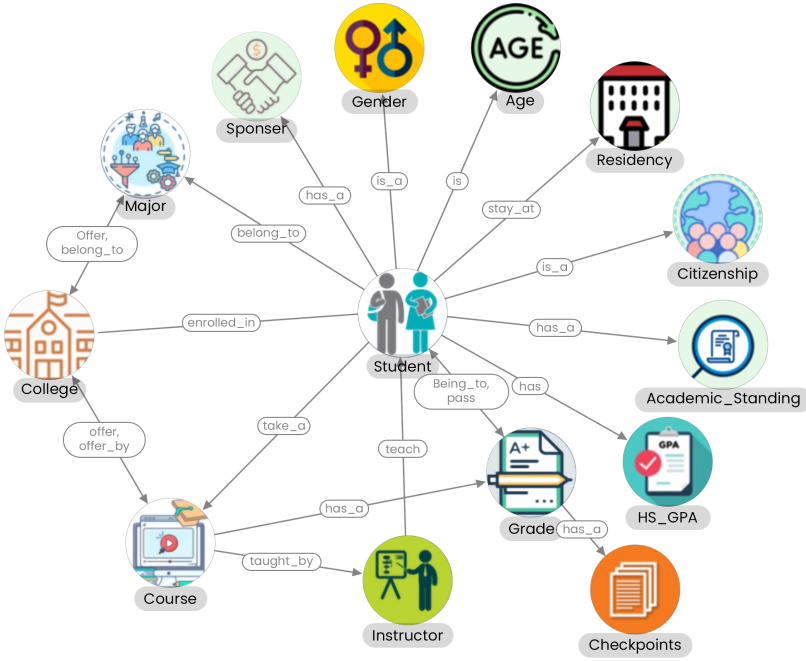 Gender
AGE
Age
$
Sponser
Residency
Major
has_a
is_a
is
stay_at
Offer,
belong_to
belong_to
Citizenship
is_a
enrolled_in
has_a
College
Student
Academic_Standing
Being_to,
pass
has
offer,
offer_by
take_a
teach
A+
GPA
has_a
Grade
has_a
HS_GPA
taught_by
Course
Instructor
Checkpoints